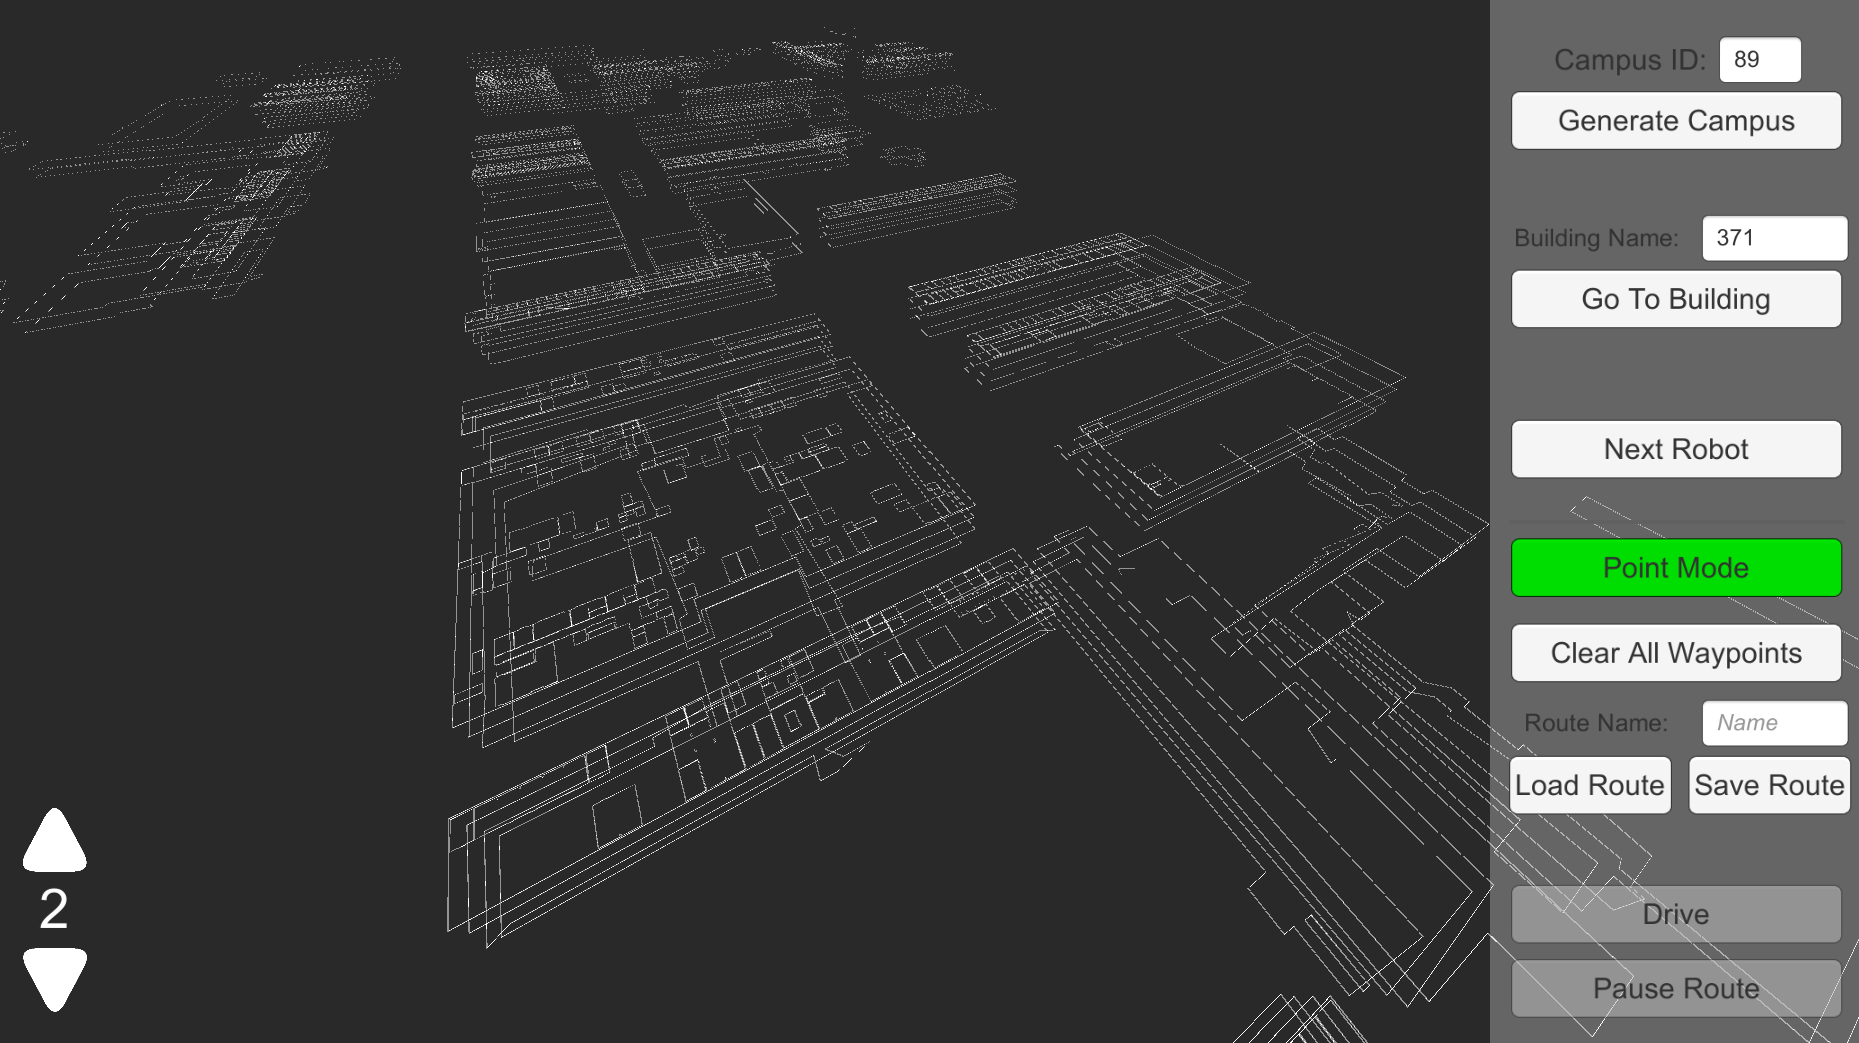 Campus ID: 89
Generate Campus
Building Name: 371
Go To Building
Next Robot
Point Mode
Clear All Waypoints
Route Name: Name
Load Route Save Route
2
Drive
Pause Route